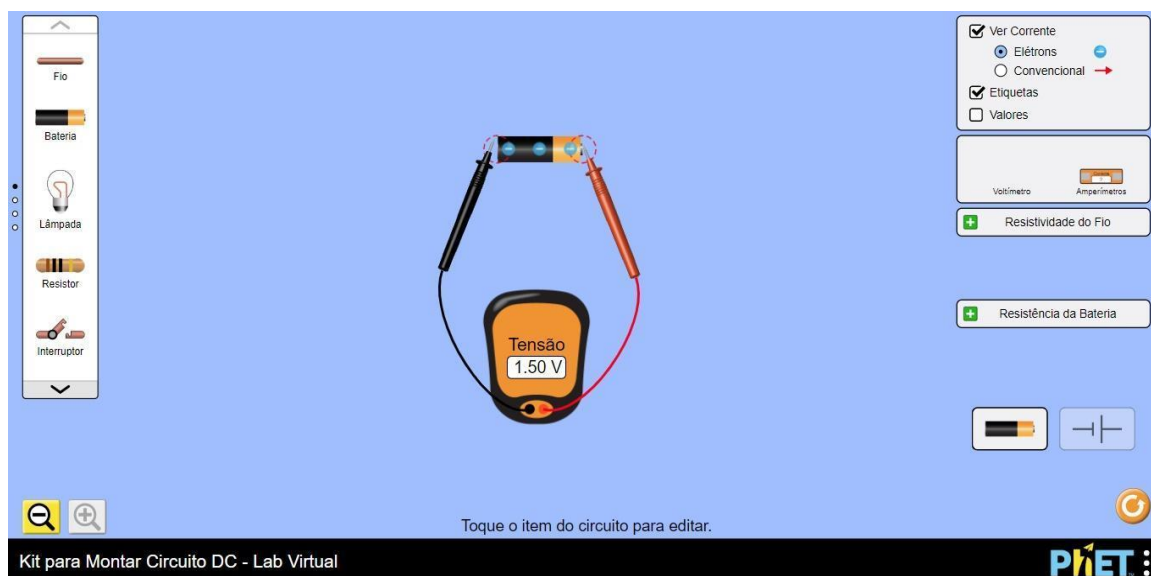 Fio
Bateria
Lâmpada
Resistor
Interruptor
Tensão
1.50 V
Ver Corrente
Elétrons
Convencional
Etiquetas
Valores
Voltímetro
Amperímetros
Resistividade do Fio
Resistência da Bateria
Toque o item do circuito para editar.
Kit para Montar Circuito DC - Lab Virtual
PhET